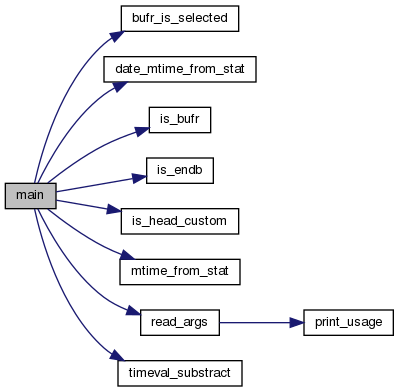 bufr_is_selected
date_mtime_from_stat
is_bufr
is_endb
main
is_head_custom
mtime_from_stat
read_args
print_usage
timeval_substract